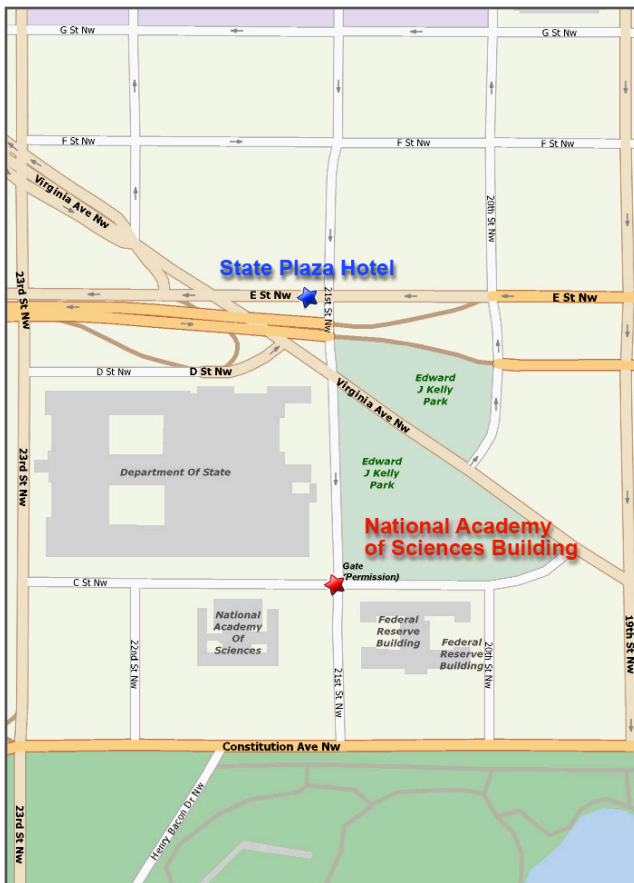 G St Nw
G St Nw
F St Nw
F St Nw
F St Nw
Virginia Ave Nw
20th St Nw
State Plaza Hotel
23rd St Nw
E St Nw
21st St Nw
E St Nw
D St Nw
D St Nw
Virginia Ave Nw
Edward
J Kelly
Park
23rd St Nw
Department Of State
Edward
J Kelly
Park
National Academy
of Sciences Building
Gate
(Permission)
C St Nw
National
Academy
Of
Sciences
Federal
Reserve
Building
Federal
Reserve
Building
22nd St Nw
21st St Nw
20th St Nw
19th St Nw
Constitution Ave Nw
23rd St Nw
Henry Bacon Dr Nw